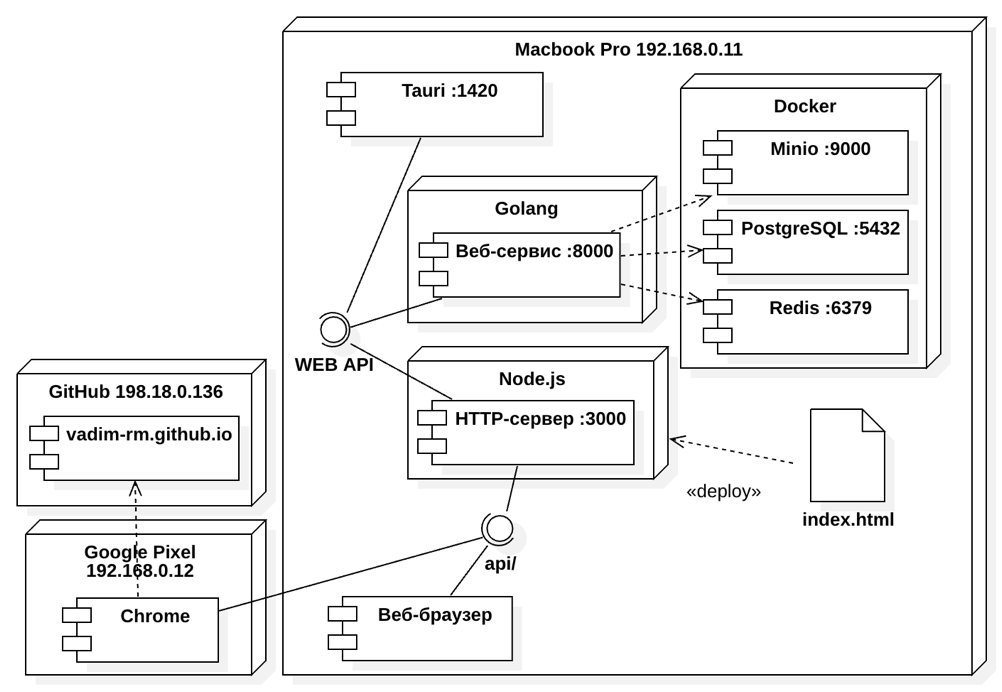 Macbook Pro 192.168.0.11
Tauri :1420
Docker
Minio :9000
PostgreSQL :5432
Redis :6379
Golang
Веб-сервис :8000
WEB API
Node.js
HTTP-сервер :3000
GitHub 198.18.0.136
vadim-rm.github.io
«deploy»
index.html
Google Pixel
192.168.0.12
Chrome
api/
Веб-браузер